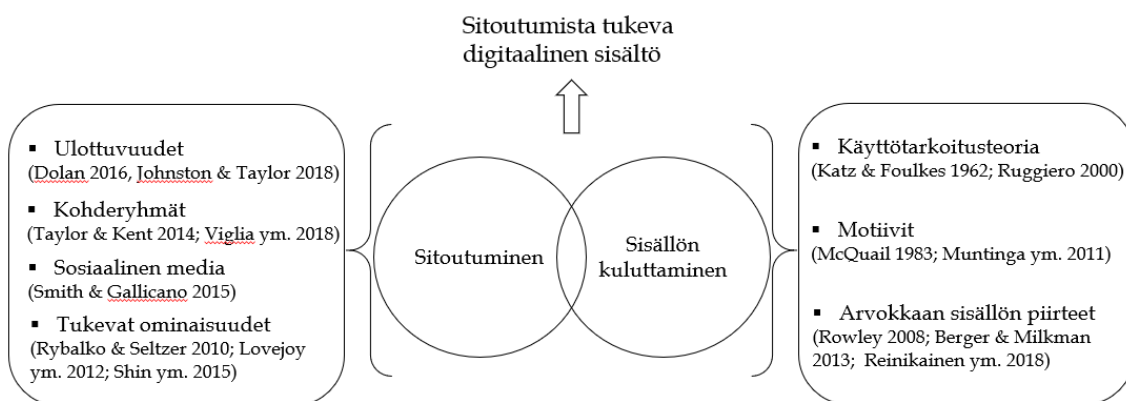 Sitoutumista tukeva
digitaalinen sisältö
▪ Ulottuvuudet
(Dolan 2016, Johnston & Taylor 2018)
▪ Kohderyhmät
(Taylor & Kent 2014; Viglia ym. 2018)
▪ Sosiaalinen media
(Smith & Gallicano 2015)
▪ Tukevat ominaisuudet
(Rybalko & Seltzer 2010; Lovejoy
ym. 2012; Shin ym. 2015)
Sitoutuminen
Sisällön
kuluttaminen
▪ Käyttötarkoitusteoria
(Katz & Foulkes 1962; Ruggiero 2000)
▪ Motiivit
(McQuail 1983; Muntinga ym. 2011)
▪ Arvokkaan sisällön piirteet
(Rowley 2008; Berger & Milkman
2013; Reinikainen ym. 2018)